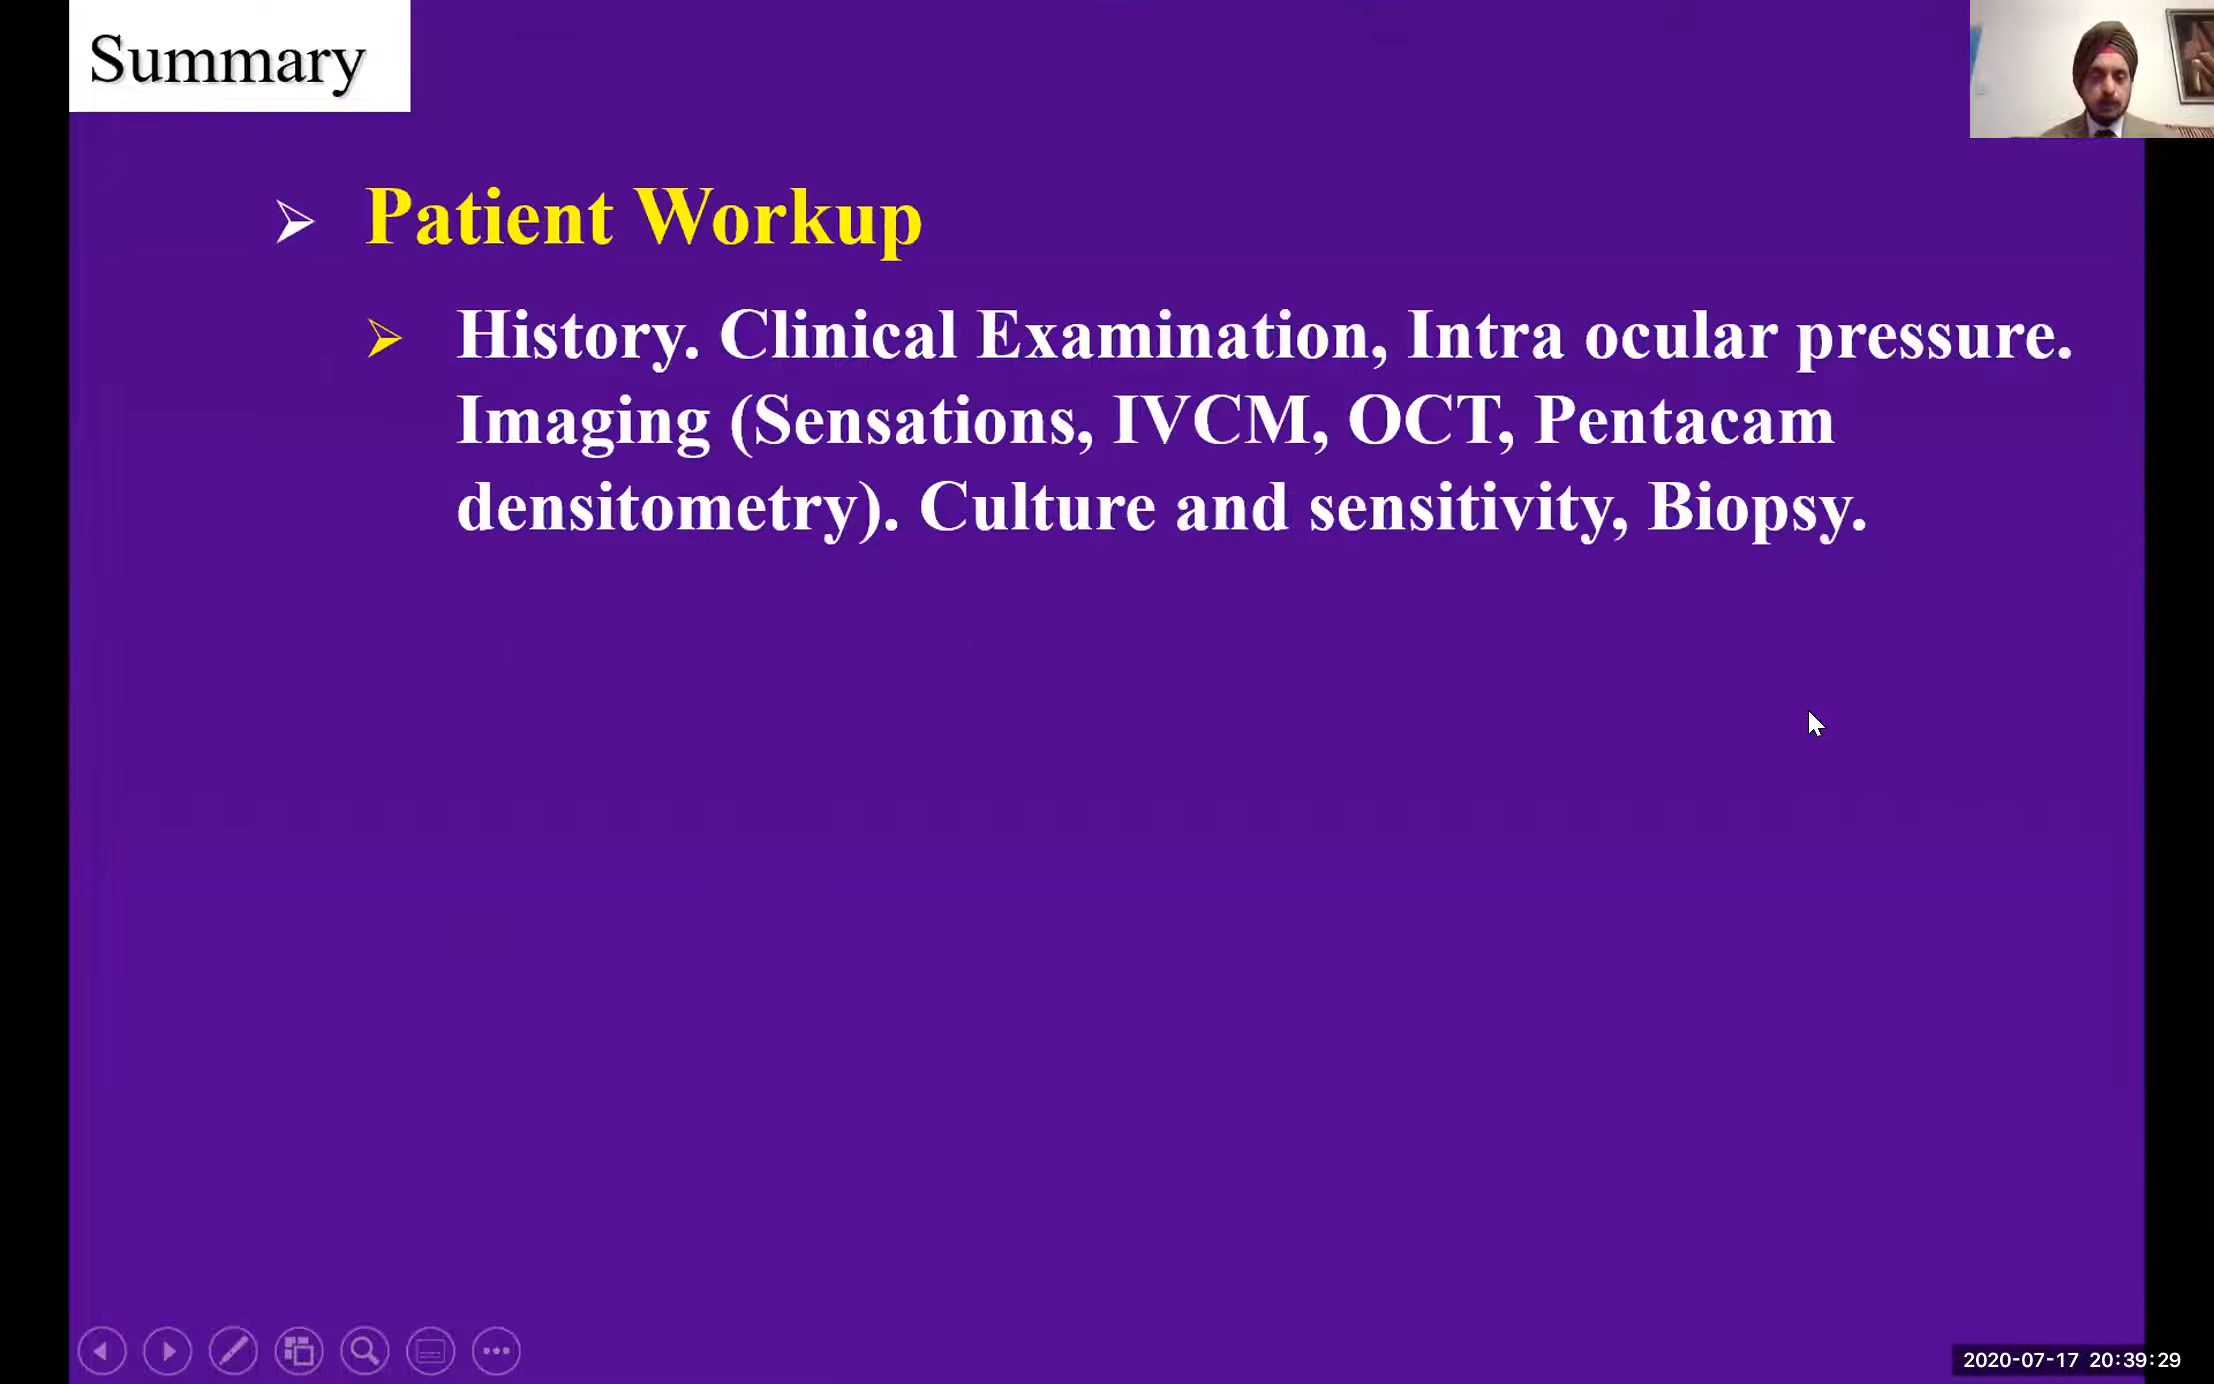 Summary
Patient Workup
History. Clinical Examination, Intra ocular pressure.
Imaging (Sensations, IVCM, OCT, Pentacam
densitometry). Culture and sensitivity, Biopsy.
2020-07-17 20:39:29